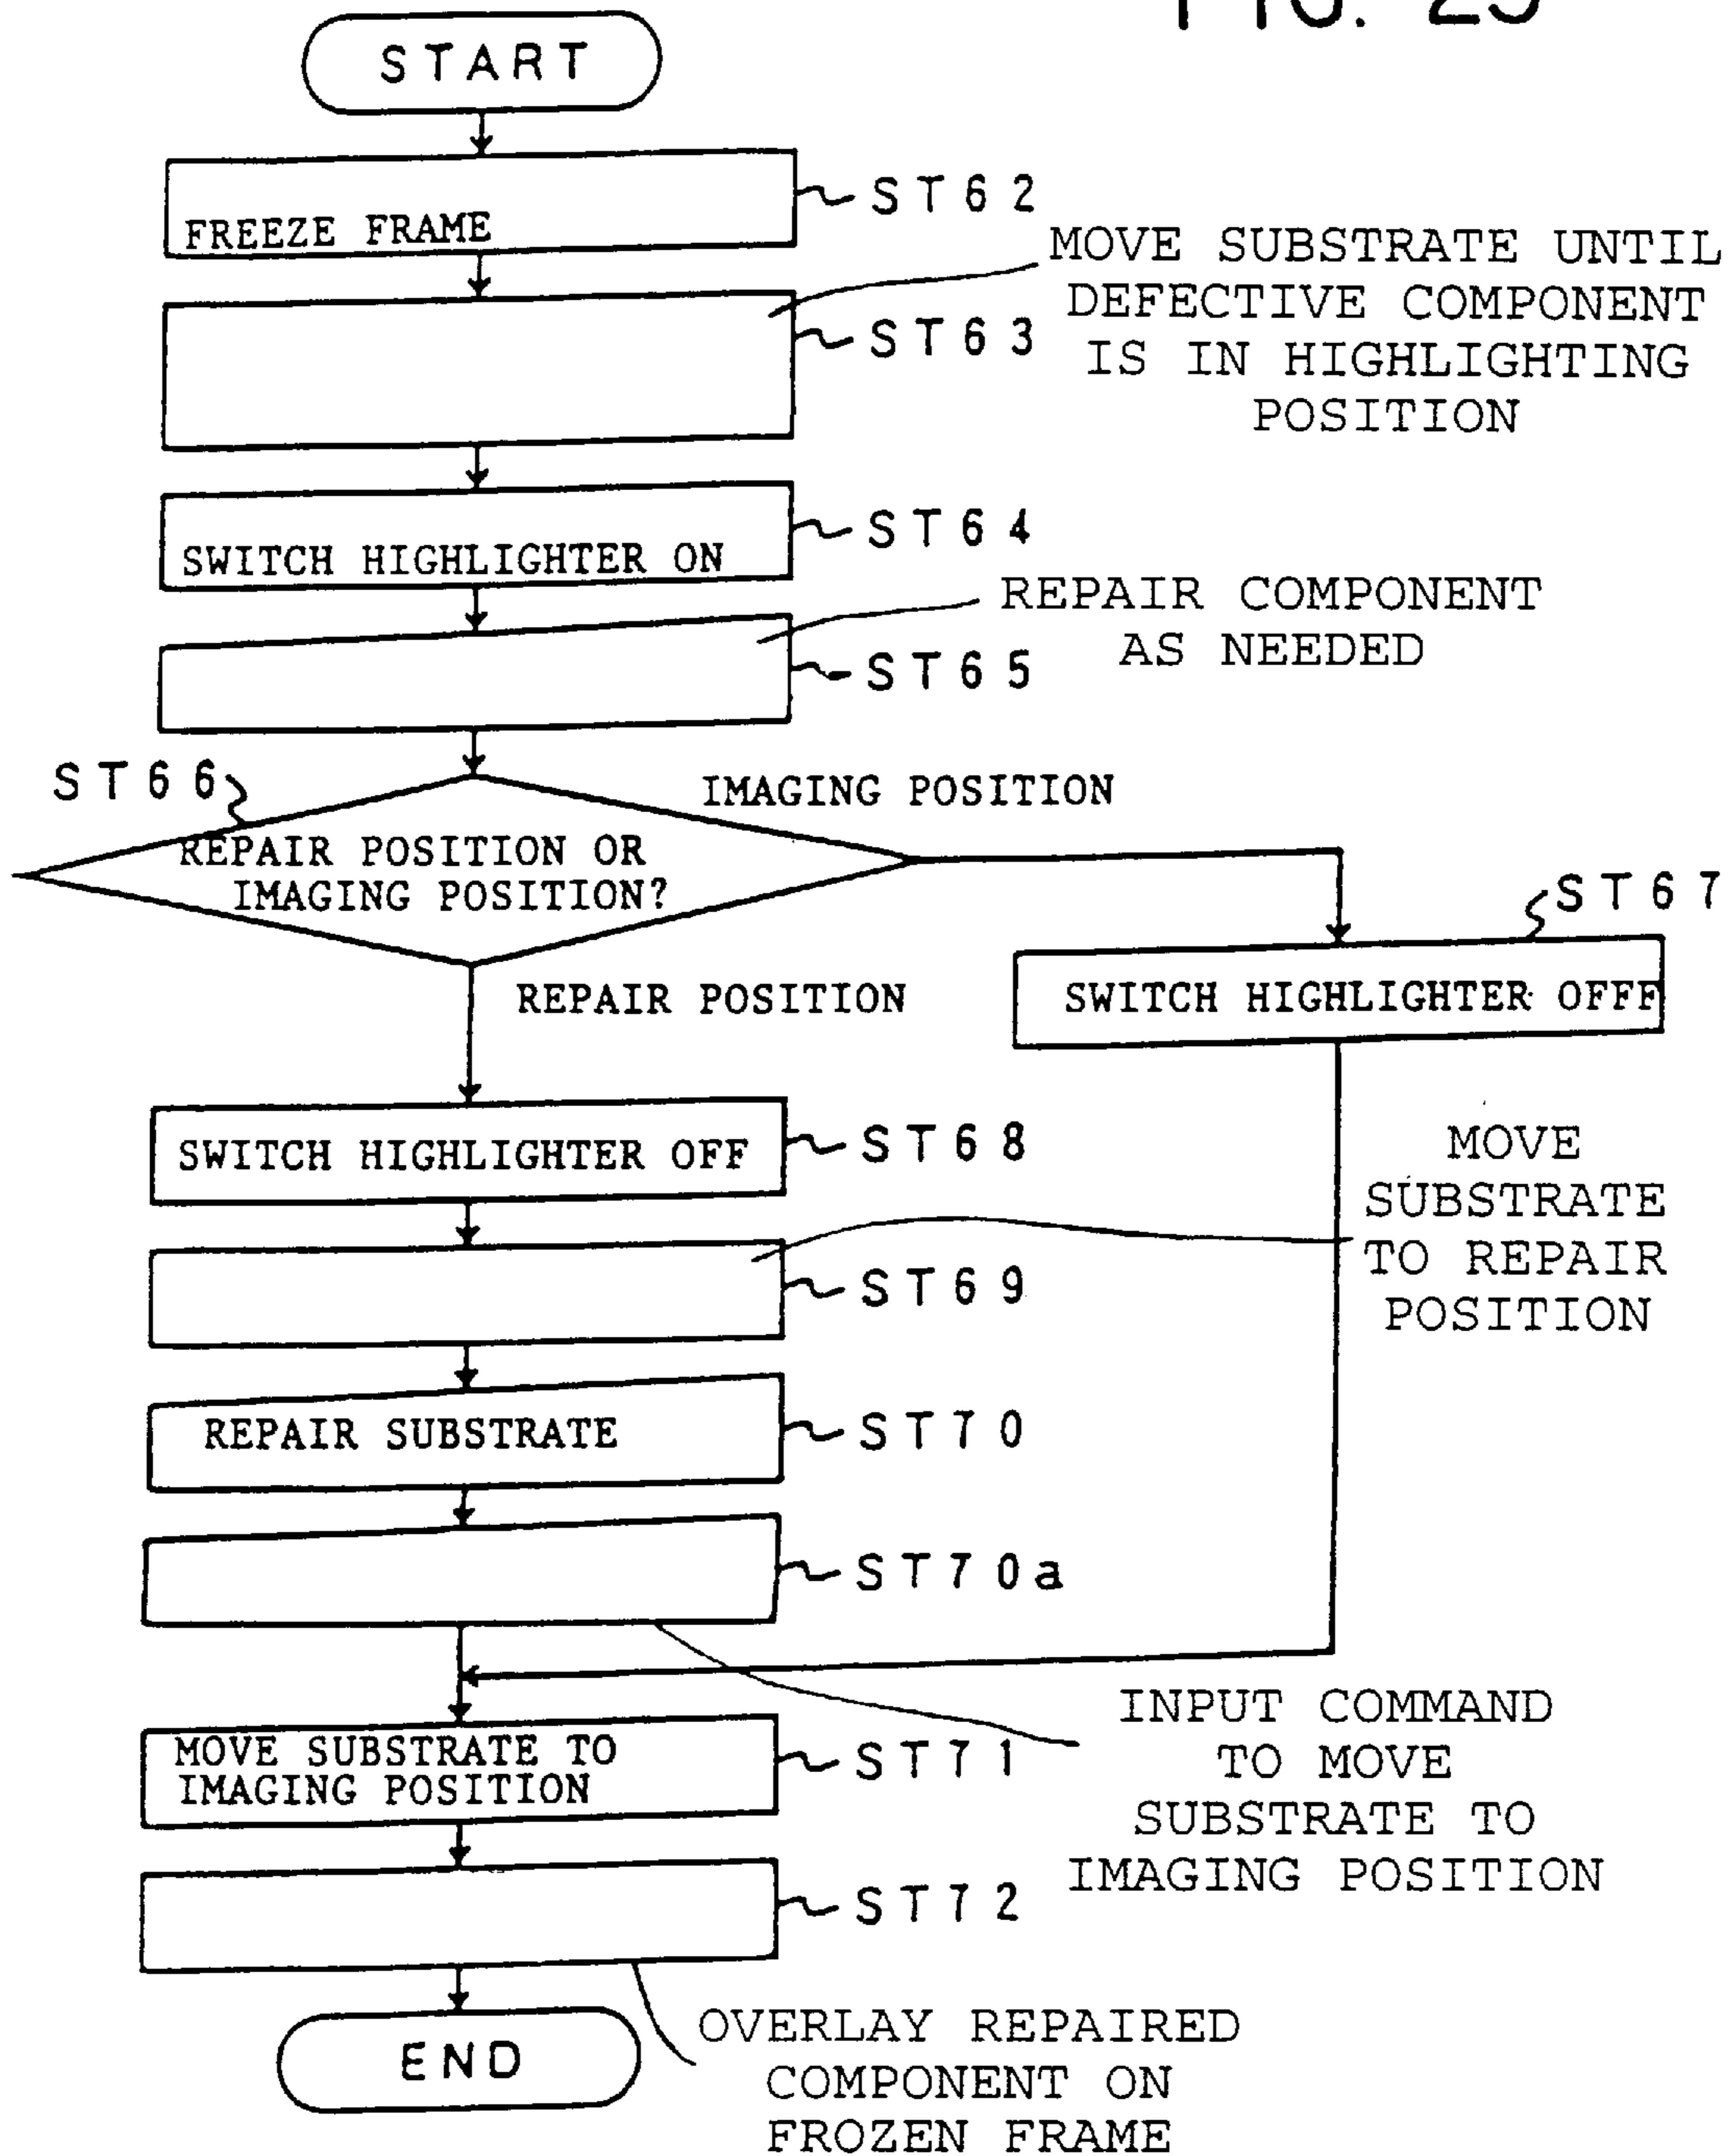 FIG. 25
START
FREEZE FRAME
ST62
MOVE SUBSTRATE UNTIL
DEFECTIVE COMPONENT
IS IN HIGHLIGHTING
POSITION
ST63
SWITCH HIGHLIGHTER ON
ST64
REPAIR COMPONENT
AS NEEDED
ST65
ST66
IMAGING POSITION
REPAIR POSITION OR
IMAGING POSITION?
ST67
SWITCH HIGHLIGHTER OFFF
REPAIR POSITION
SWITCH HIGHLIGHTER OFF
ST68
MOVE
SUBSTRATE
TO REPAIR
POSITION
ST69
REPAIR SUBSTRATE
ST70
ST70a
INPUT COMMAND
TO MOVE
SUBSTRATE TO
IMAGING POSITION
MOVE SUBSTRATE TO
IMAGING POSITION
ST71
ST72
OVERLAY REPAIRED
COMPONENT ON
FROZEN FRAME
END